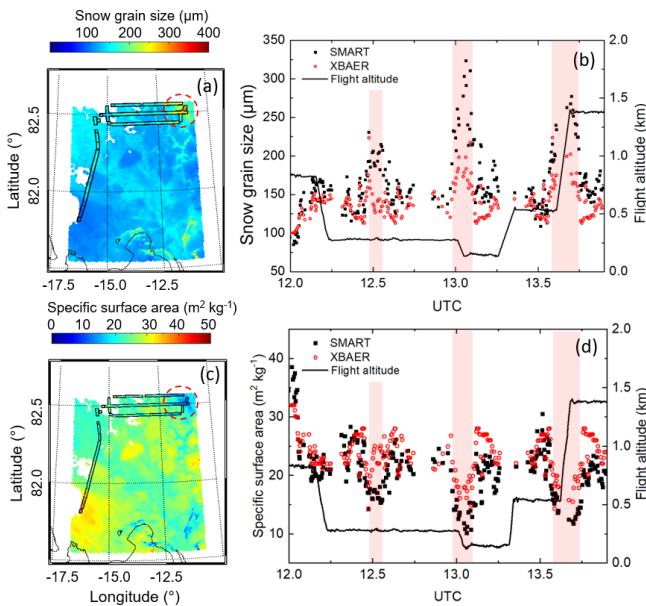 Snow grain size (µm)
100 200 300 400
(a)
Latitude (°)
82.5
82.0
-17.5 -15.0 -12.5
(b)
SMART
XBAER
Flight altitude
Snow grain size (µm)
350
300
250
200
150
100
50
2.0
1.5
1.0
0.5
0.0
Flight altitude (km)
12.0 12.5 13.0 13.5
UTC
Specific surface area (m² kg⁻¹)
0 10 20 30 40 50
(c)
Latitude (°)
82.5
82.0
-17.5 -15.0 -12.5
Longitude (°)
(d)
SMART
XBAER
Flight altitude
Specific surface area (m² kg⁻¹)
40
30
20
10
2.0
1.5
1.0
0.5
0.0
Flight altitude (km)
12.0 12.5 13.0 13.5
UTC